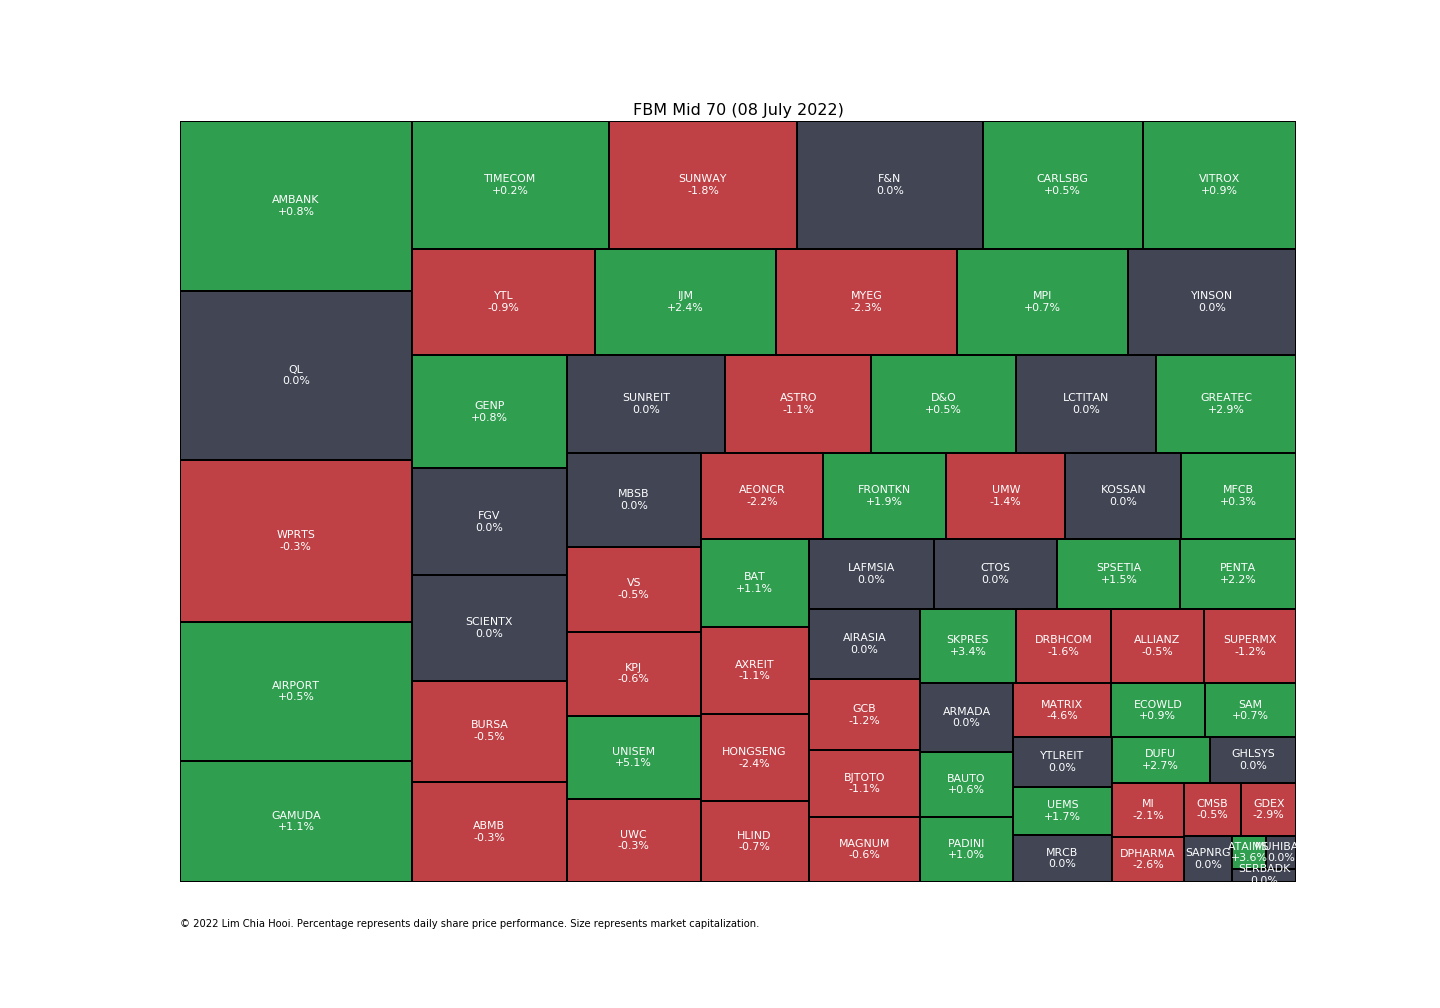 FBM Mid 70 (08 July 2022)
AMBANK
+0.8%
TIMECOM
+0.2%
SUNWAY
-1.8%
F&N
0.0%
CARLSBG
+0.5%
VITROX
+0.9%
YTL
-0.9%
IJM
+2.4%
MYEG
-2.3%
MPI
+0.7%
YINSON
0.0%
QL
0.0%
GENP
+0.8%
SUNREIT
0.0%
ASTRO
-1.1%
D&O
+0.5%
LCTITAN
0.0%
GREATEC
+2.9%
FGV
0.0%
MBSB
0.0%
AEONCR
-2.2%
FRONTKN
+1.9%
UMW
-1.4%
KOSSAN
0.0%
MFCB
+0.3%
WPRTS
-0.3%
VS
-0.5%
BAT
+1.1%
LAFMSIA
0.0%
CTOS
0.0%
SPSETIA
+1.5%
PENTA
+2.2%
SCIENTX
0.0%
KPJ
-0.6%
AXREIT
-1.1%
AIRASIA
0.0%
SKPRES
+3.4%
DRBHCOM
-1.6%
ALLIANZ
-0.5%
SUPERMX
-1.2%
AIRPORT
+0.5%
BURSA
-0.5%
UNISEM
+5.1%
HONGSENG
-2.4%
GCB
-1.2%
ARMADA
0.0%
MATRIX
-4.6%
ECOWLD
+0.9%
SAM
+0.7%
YTLREIT
0.0%
DUFU
+2.7%
GHLSYS
0.0%
BJTOTO
-1.1%
BAUTO
+0.6%
UEMS
+1.7%
MI
-2.1%
CMSB
-0.5%
GDEX
-2.9%
GAMUDA
+1.1%
ABMB
-0.3%
UWC
-0.3%
HLIND
-0.7%
MAGNUM
-0.6%
PADINI
+1.0%
MRCB
0.0%
DPHARMA
-2.6%
SAPNRG
0.0%
+3.6%
0.0%
SERBADK
0.0%
© 2022 Lim Chia Hooi. Percentage represents daily share price performance. Size represents market capitalization.